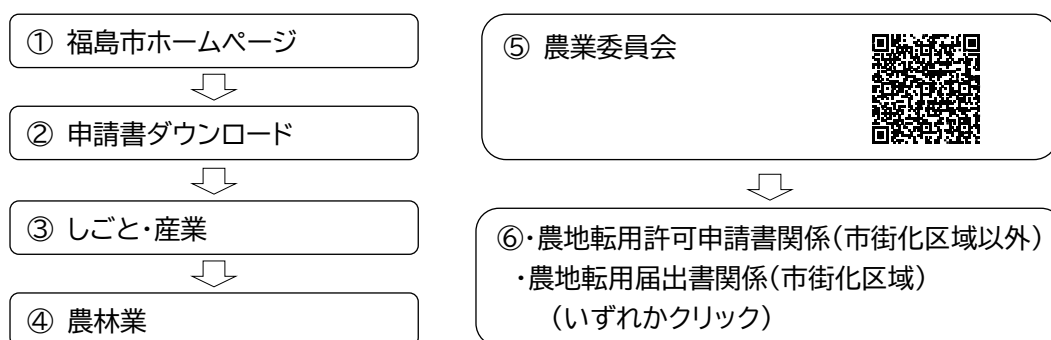 ① 福島市ホームページ
② 申請書ダウンロード
③ しごと・産業
④ 農林業
⑤ 農業委員会
⑥・農地転用許可申請書関係(市街化区域以外)
・農地転用届出書関係(市街化区域)
(いずれかクリック)